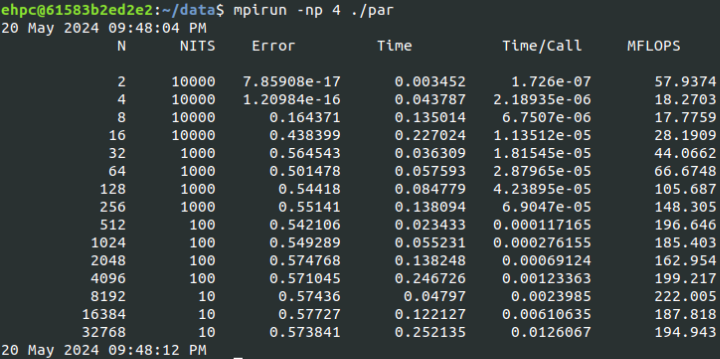 ehpc@61583b2ed2e2:~/data$ mpirun -np 4 ./par
20 May 2024 09:48:04 PM
N NITS Error Time Time/Call MFLOPS
2 10000 7.85908e-17 0.003452 1.726e-07 57.9374
4 10000 1.20984e-16 0.043787 2.18935e-06 18.2703
8 10000 0.164371 0.135014 6.7507e-06 17.7759
16 10000 0.438399 0.227024 1.13512e-05 28.1909
32 1000 0.564543 0.036309 1.81545e-05 44.0662
64 1000 0.501478 0.057593 2.87965e-05 66.6748
128 1000 0.54418 0.084779 4.23895e-05 105.687
256 1000 0.55141 0.138094 6.9047e-05 148.305
512 100 0.542106 0.023433 0.000117165 196.646
1024 100 0.549289 0.055231 0.000276155 185.403
2048 100 0.574768 0.138248 0.00069124 162.954
4096 100 0.571045 0.246726 0.00123363 199.217
8192 10 0.57436 0.04797 0.0023985 222.005
16384 10 0.57727 0.122127 0.00610635 187.818
32768 10 0.573841 0.252135 0.0126067 194.943
20 May 2024 09:48:12 PM